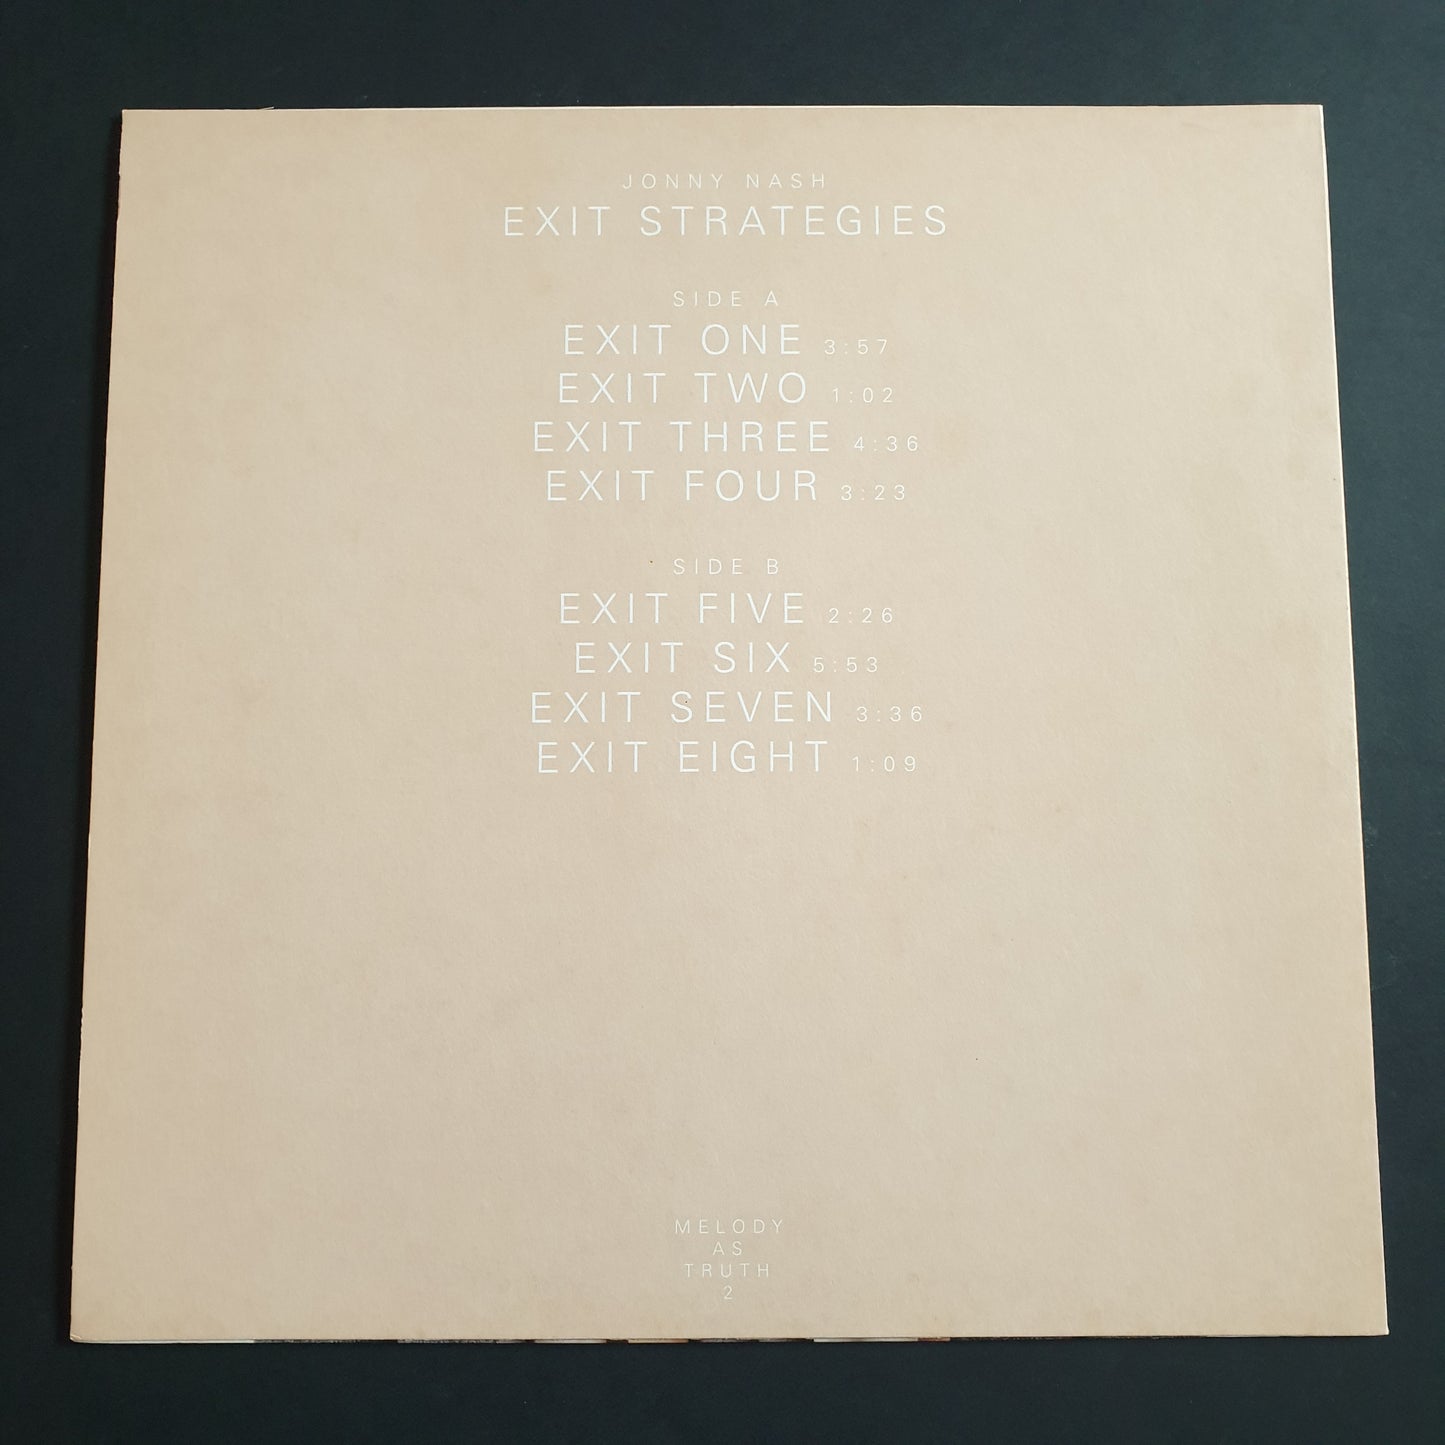 JONNY NASH
EXIT STRATEGIES
SIDE A
EXIT ONE 3:57
EXIT TWO 1:02
EXIT THREE 4:36
EXIT FOUR 3:23
SIDE B
EXIT FIVE 2:26
EXIT SIX 5:53
EXIT SEVEN 3:36
EXIT EIGHT 1:09
MELODY
AS
TRUTH
2